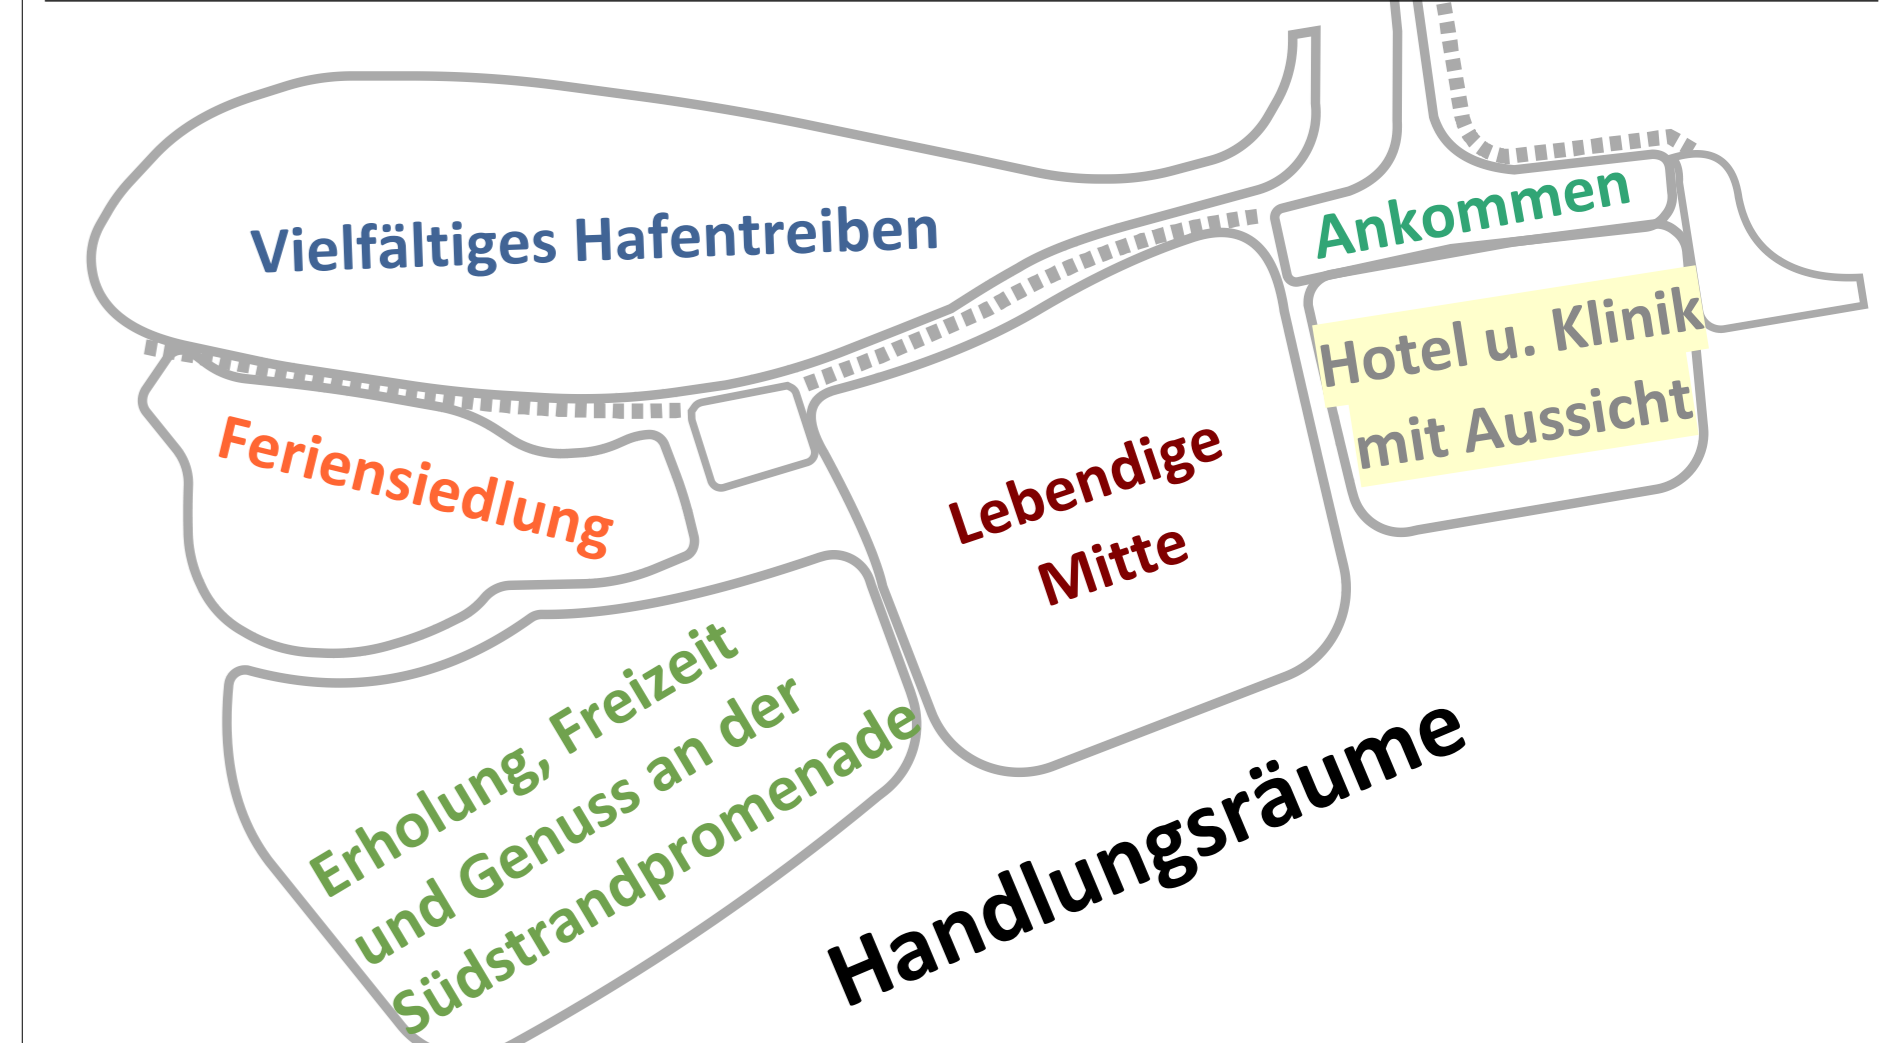 Vielfältiges Hafentreiben
Ankommen
Hotel u. Klinik
mit Aussicht
Feriensiedlung
Lebendige
Mitte
Erholung, Freizeit
und Genuss an der
Südstrandpromenade
Handlungsräume